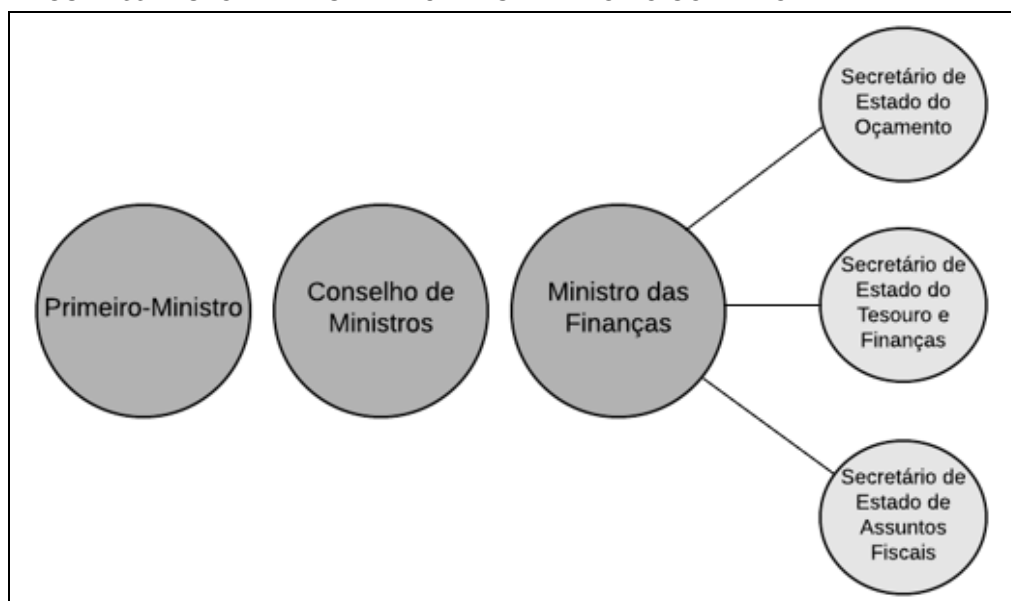 Primeiro-Ministro
Conselho de
Ministros
Ministro das
Finanças
Secretário de
Estado do
Oçamento
Secretário de
Estado do
Tesouro e
Finanças
Secretário de
Estado de
Assuntos
Fiscais